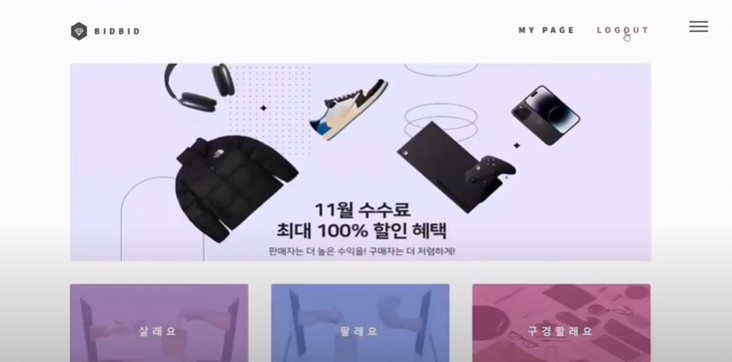 BIDBID
MY PAGE
LOGOUT
11월 수수료
최대 100% 할인 혜택
판매자는 더 높은 수익을! 구매자는 더 저렴하게!
살래요
팔래요
구경할래요